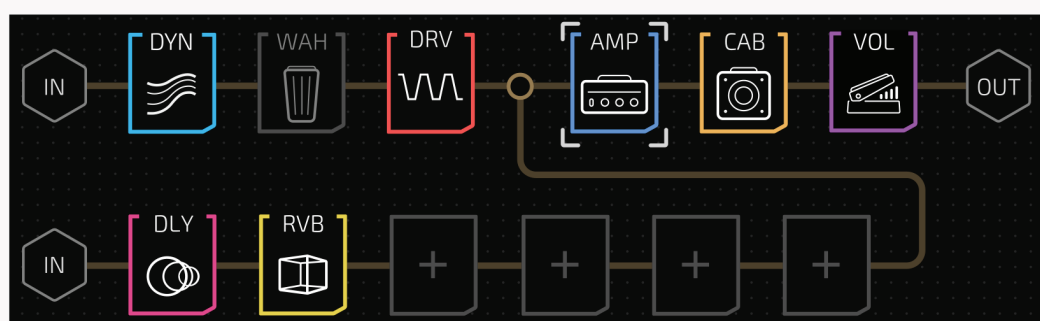 IN DYN WAH DRV AMP CAB VOL OUT
IN DLY RVB + + + +